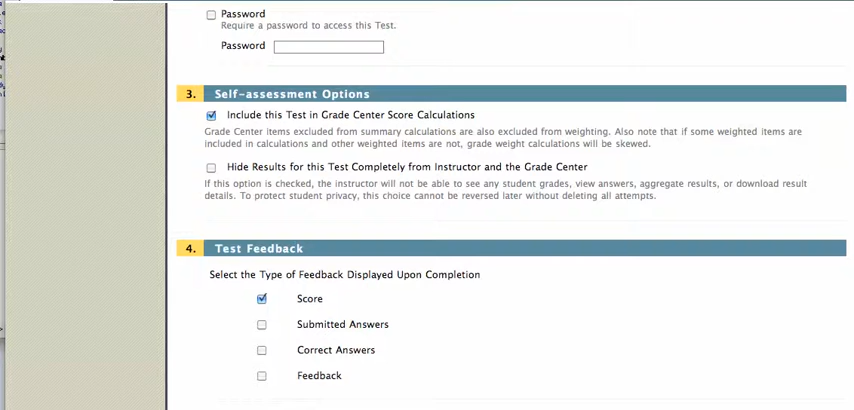 Password
Require a password to access this Test.
Password
3. Self-assessment Options
Include this Test in Grade Center Score Calculations
Grade Center items excluded from summary calculations are also excluded from weighting. Also note that if some weighted items are
included in calculations and other weighted items are not, grade weight calculations will be skewed.
Hide Results for this Test Completely from Instructor and the Grade Center
If this option is checked, the instructor will not be able to see any student grades, view answers, aggregate results, or download result
details. To protect student privacy, this choice cannot be reversed later without deleting all attempts.
4. Test Feedback
Select the Type of Feedback Displayed Upon Completion
Score
Submitted Answers
Correct Answers
Feedback